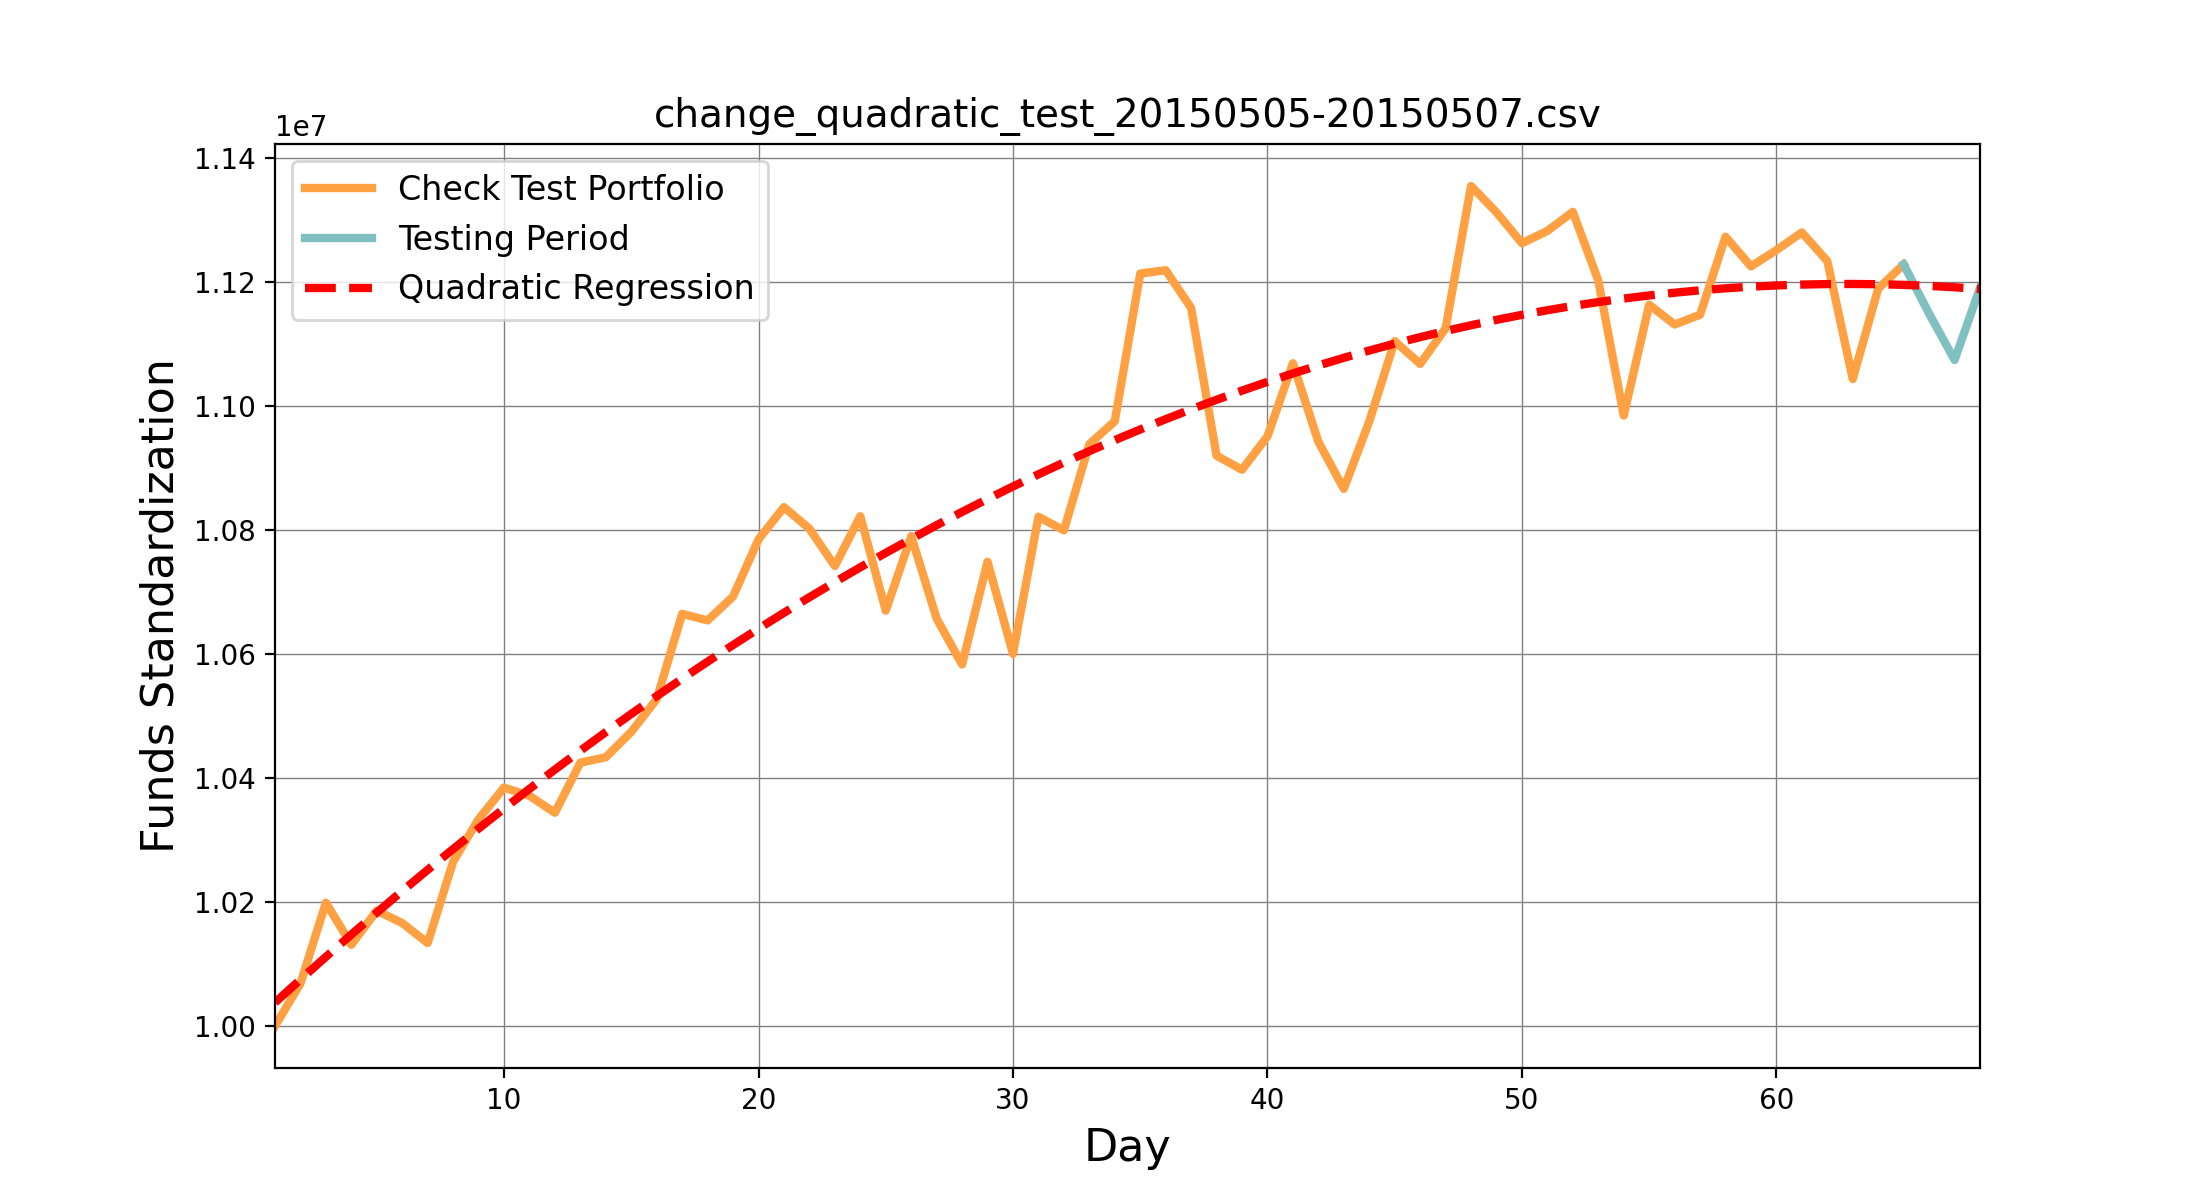 change_quadratic_test_20150505-20150507.csv
1e7
Check Test Portfolio
Testing Period
Quadratic Regression
1.14
1.12
1.10
1.08
1.06
1.04
1.02
1.00
Funds Standardization
10 20 30 40 50 60
Day